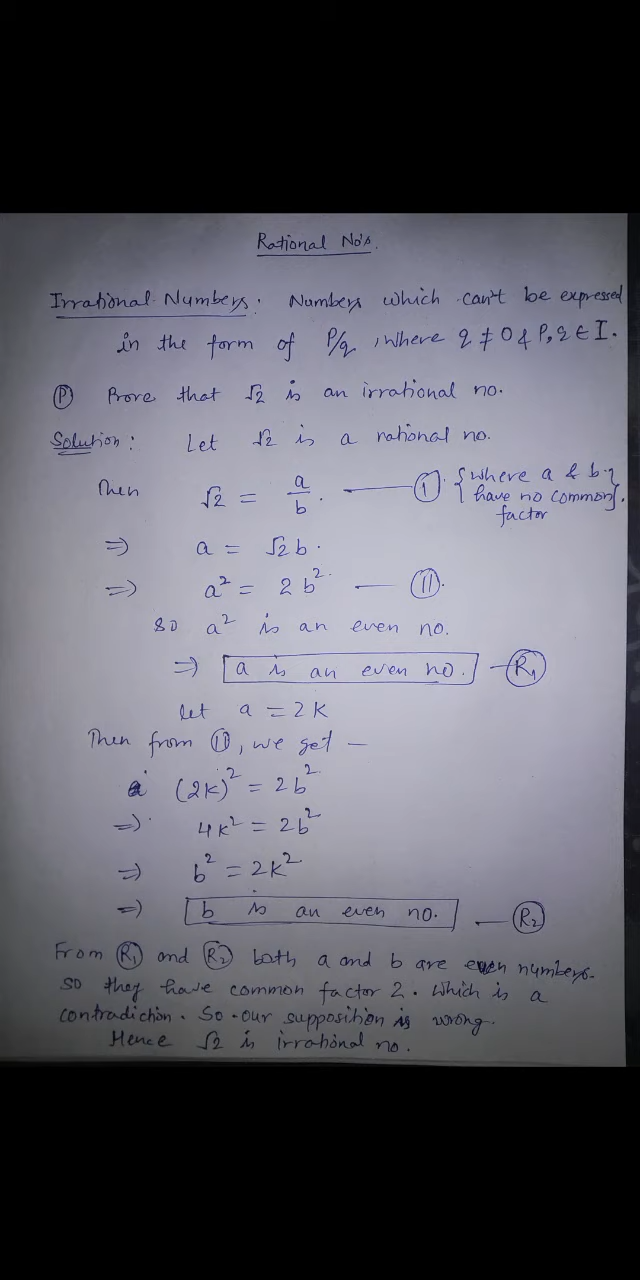 Rational No's.
Irrational Numbers: Numbers which can't be expressed
in the form of P/q, where q ≠ 0 & P, q ∈ I.
(P) Prove that √2 is an irrational no.
Solution: Let √2 is a rational no.
Then √2 = a/b. — (I) {where a & b have no common factor}.
⇒ a = √2 b.
⇒ a² = 2b² — (II).
so a² is an even no.
⇒ a is an even no. — (R₁)
let a = 2K
Then from (II), we get —
(2K)² = 2b²
⇒ 4K² = 2b²
⇒ b² = 2K²
⇒ b is an even no. — (R₂)
From (R₁) and (R₂) both a and b are even numbers.
so they have common factor 2. which is a
contradiction. So our supposition is wrong.
Hence √2 is irrational no.